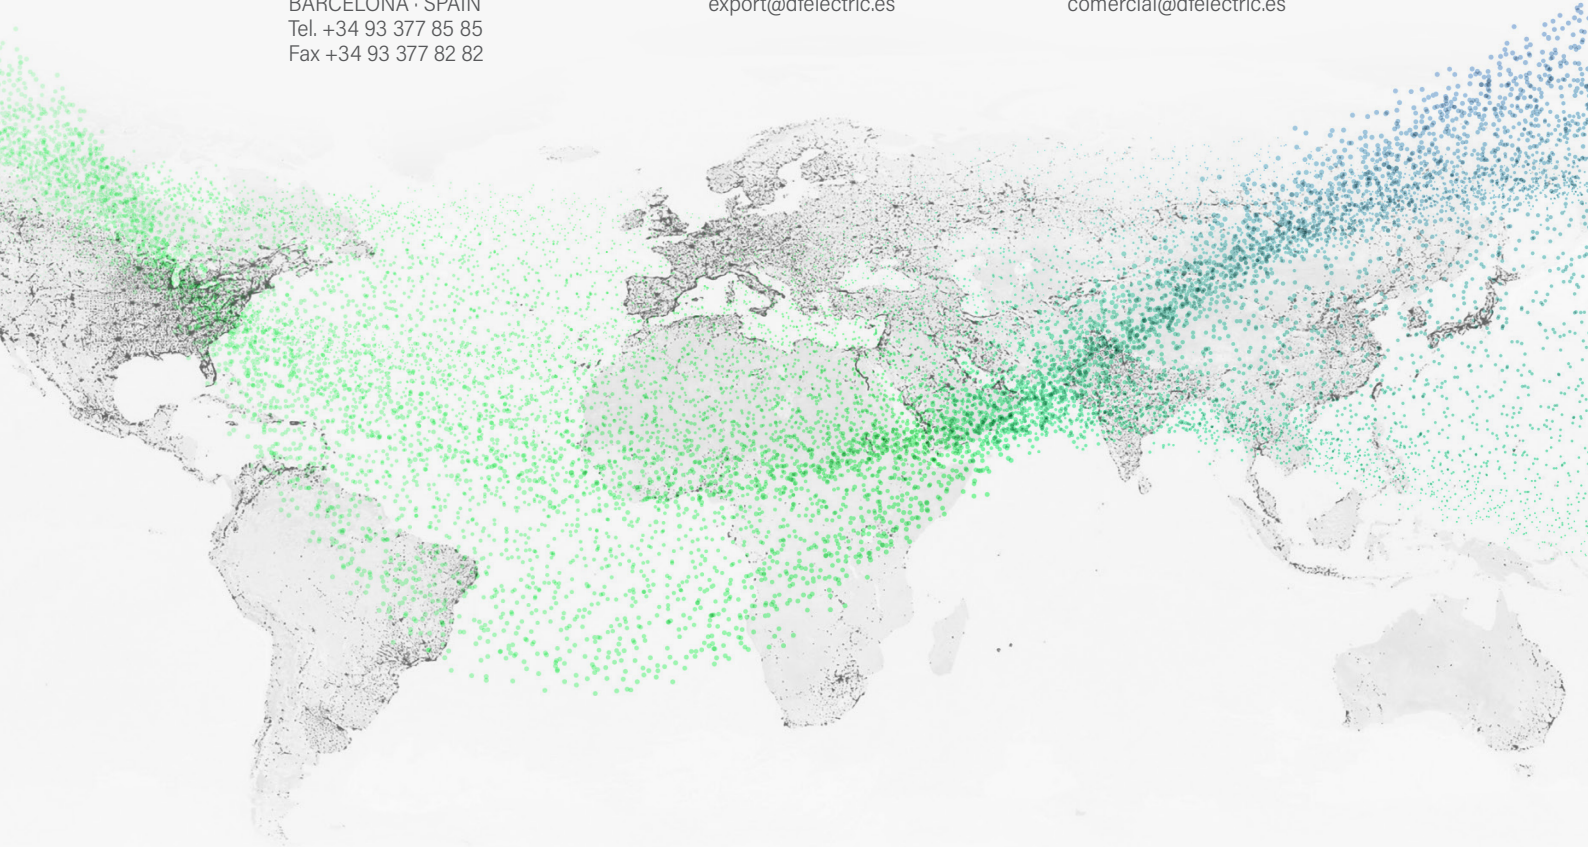 BARCELONA · SPAIN
Tel. +34 93 377 85 85
Fax +34 93 377 82 82
export@dfelectric.es
comercial@dfelectric.es